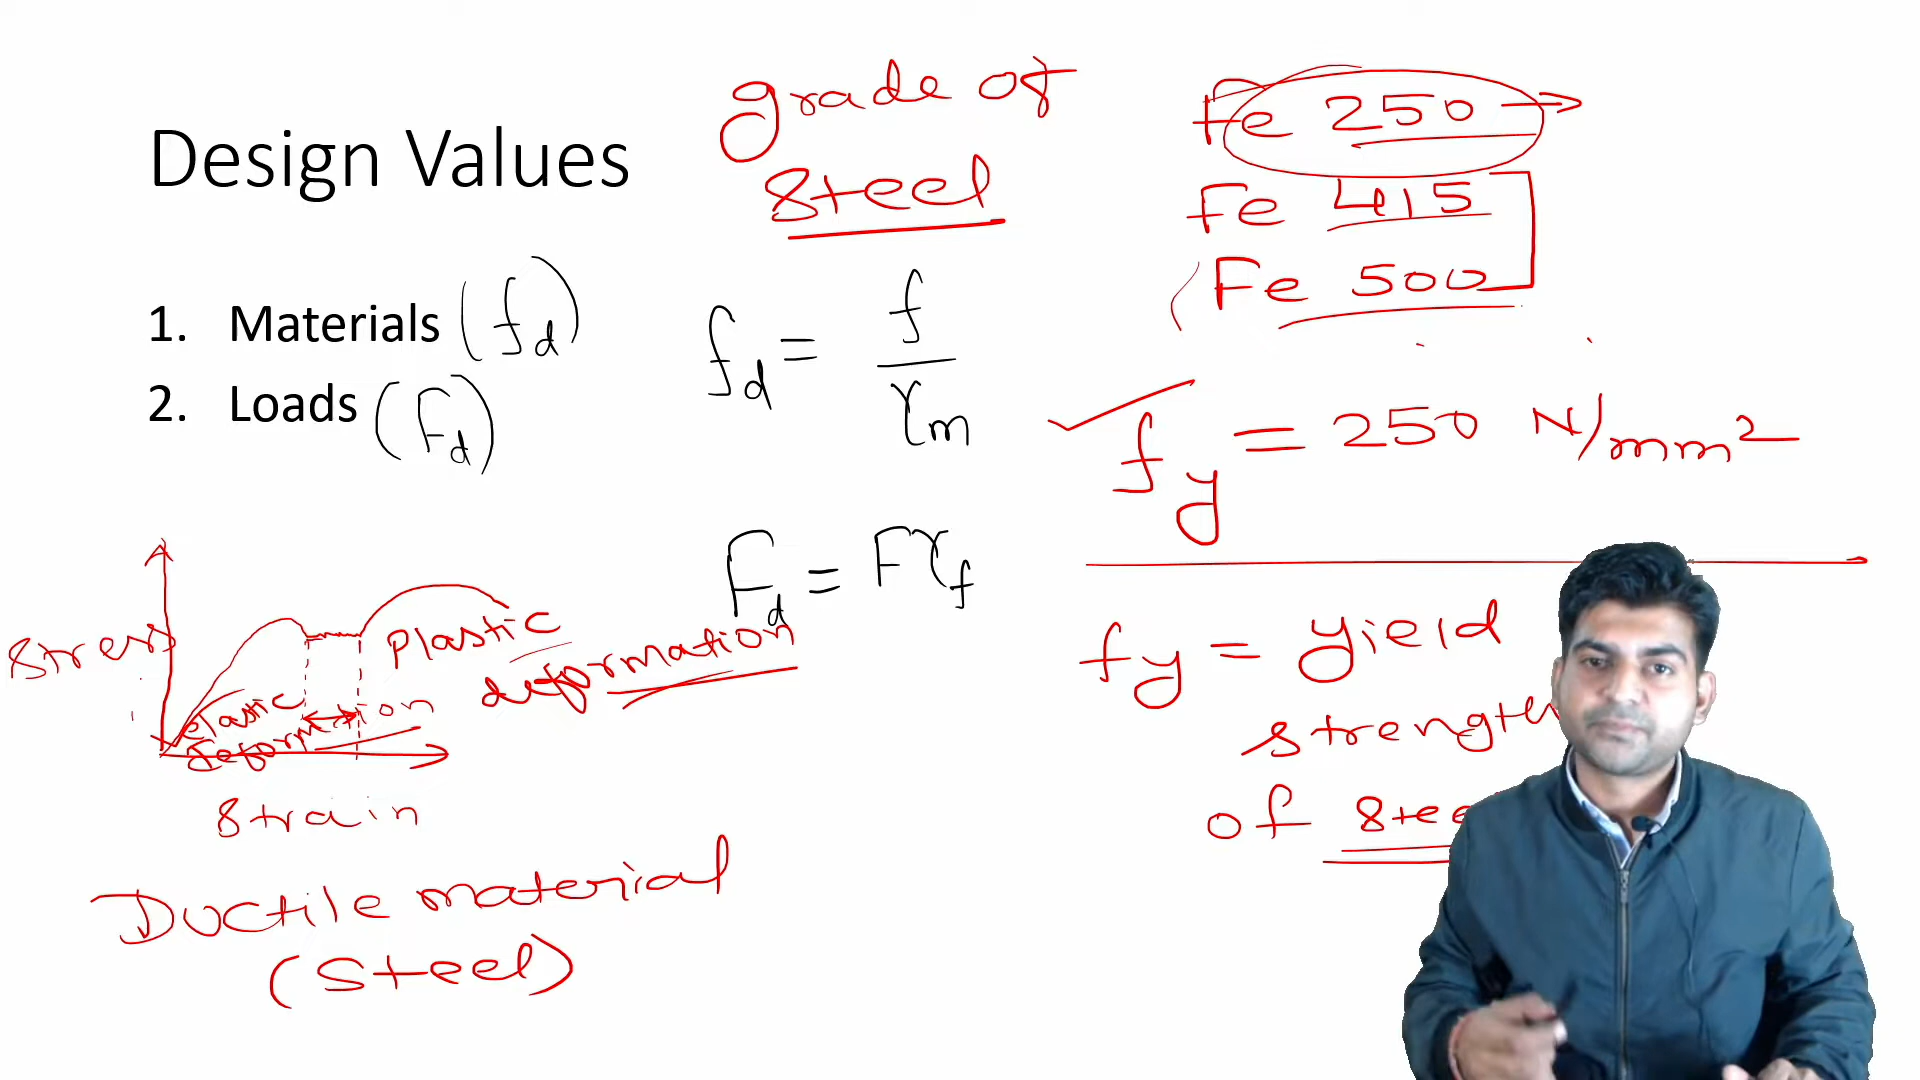 Design Values
1. Materials (fd)
2. Loads (Fd)
grade of
steel
Fe 250 →
Fe 415
Fe 500
fd = f/γm
Fd = Fγf
fy = 250 N/mm²
fy = yield
strength
of
Stress
Elastic
deformation
Plastic
deformation
Strain
Ductile material
(Steel)